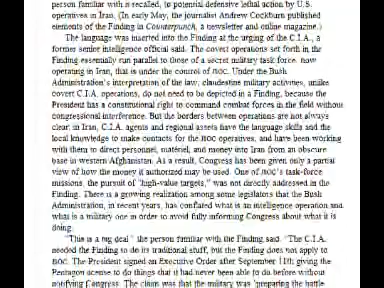 person familiar with it recalled, to potential defensive lethal action by U.S.
operatives in Iran. (In early May, the journalist Andrew Cockburn published
elements of the Finding in Counterpunch, a newsletter and online magazine.)
The language was inserted into the Finding at the urging of the C.I.A., a
former senior intelligence official said. The covert operations set forth in the
Finding essentially run parallel to those of a secret military task force, now
operating in Iran, that is under the control of JSOC. Under the Bush
Administration's interpretation of the law, clandestine military activities, unlike
covert C.I.A. operations, do not need to be depicted in a Finding, because the
President has a constitutional right to command combat forces in the field without
congressional interference. But the borders between operations are not always
clear: in Iran, C.I.A. agents and regional assets have the language skills and the
local knowledge to make contacts for the JSOC operatives, and have been working
with them to direct personnel, matériel, and money into Iran from an obscure
base in western Afghanistan. As a result, Congress has been given only a partial
view of how the money it authorized may be used. One of JSOC's task-force
missions, the pursuit of "high-value targets," was not directly addressed in the
Finding. There is a growing realization among some legislators that the Bush
Administration, in recent years, has conflated what is an intelligence operation and
what is a military one in order to avoid fully informing Congress about what it is
doing.
"This is a big deal," the person familiar with the Finding said. "The C.I.A.
needed the Finding to do its traditional stuff, but the Finding does not apply to
JSOC. The President signed an Executive Order after September 11th giving the
Pentagon license to do things that it had never been able to do before without
notifying Congress. The claim was that the military was 'preparing the battle